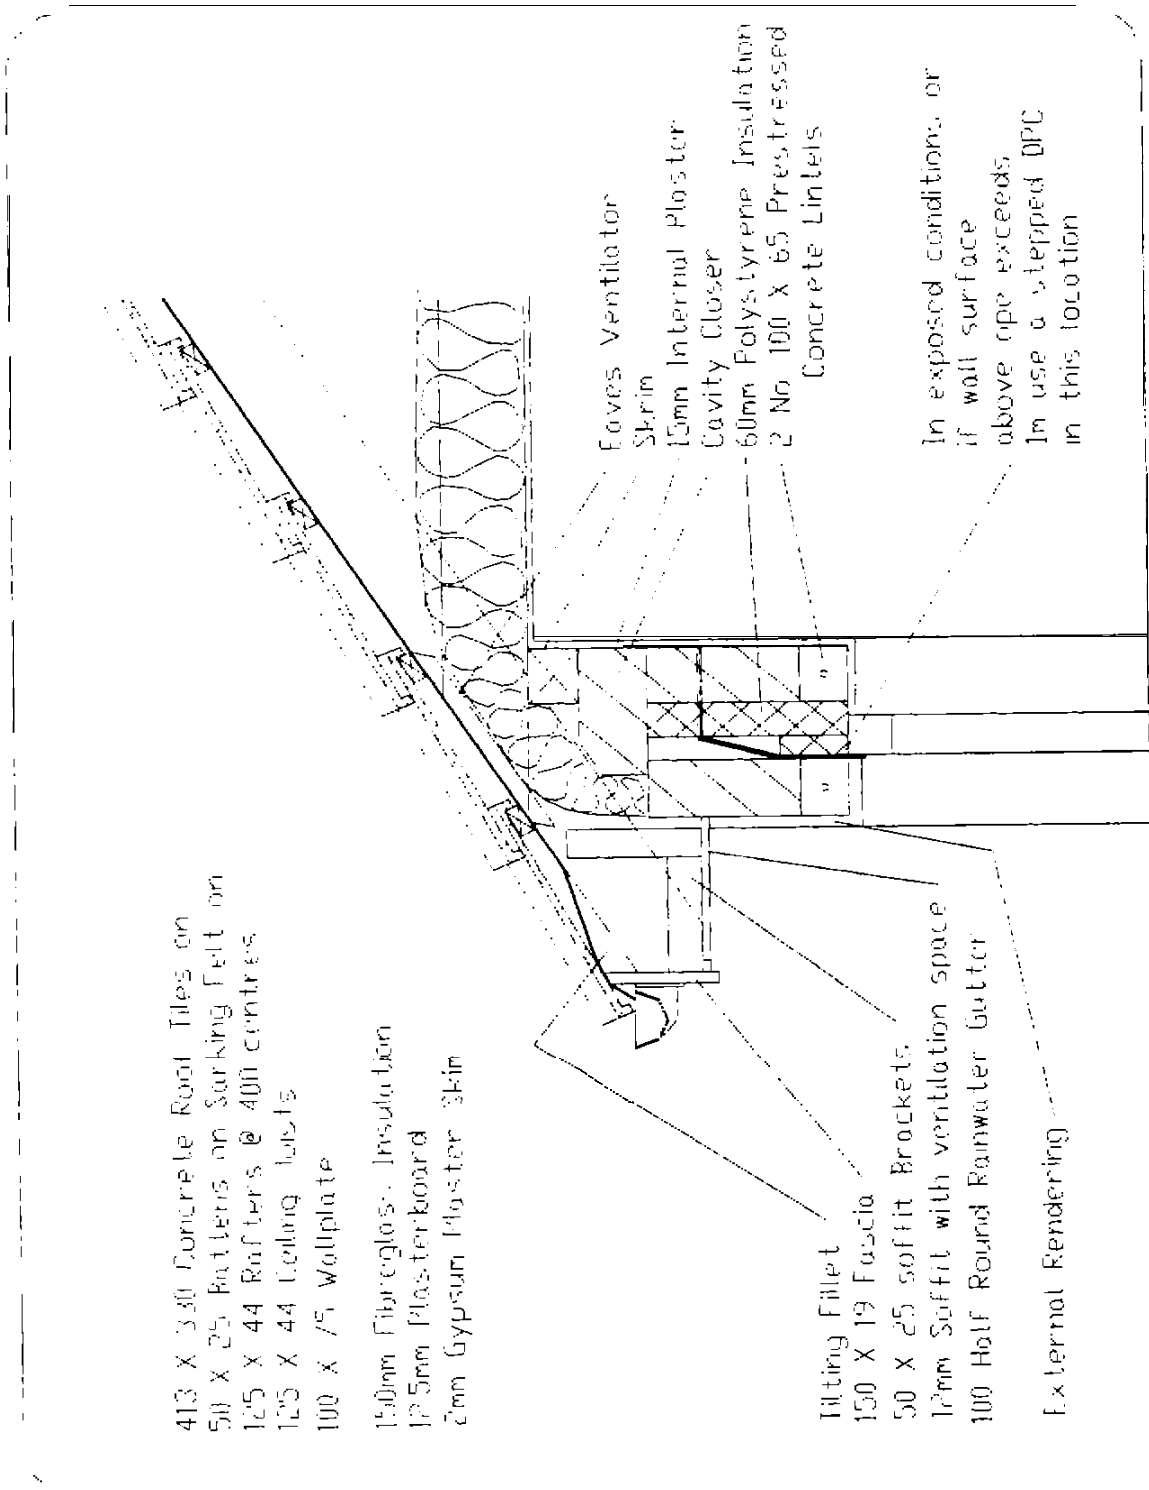 413 X 330 Concrete Roof Tiles on
50 X 25 Battens on Sarking Felt on
125 X 44 Rafters @ 400 centres
125 X 44 Ceiling Joists
100 X 75 Wallplate
150mm Fibreglass Insulation
12.5mm Plasterboard
2mm Gypsum Plaster Skim
Tilting Fillet
150 X 19 Fascia
50 X 25 soffit Brackets
12mm Soffit with ventilation space
100 Half Round Rainwater Gutter
External Rendering
Eaves Ventilator
Skrin
15mm Internal Plaster
Cavity Closer
60mm Polystyrene Insulation
2 No 100 X 65 Prestressed
Concrete Lintels
In exposed conditions, or
if wall surface
above ope exceeds
1m use a stepped DPC
in this location